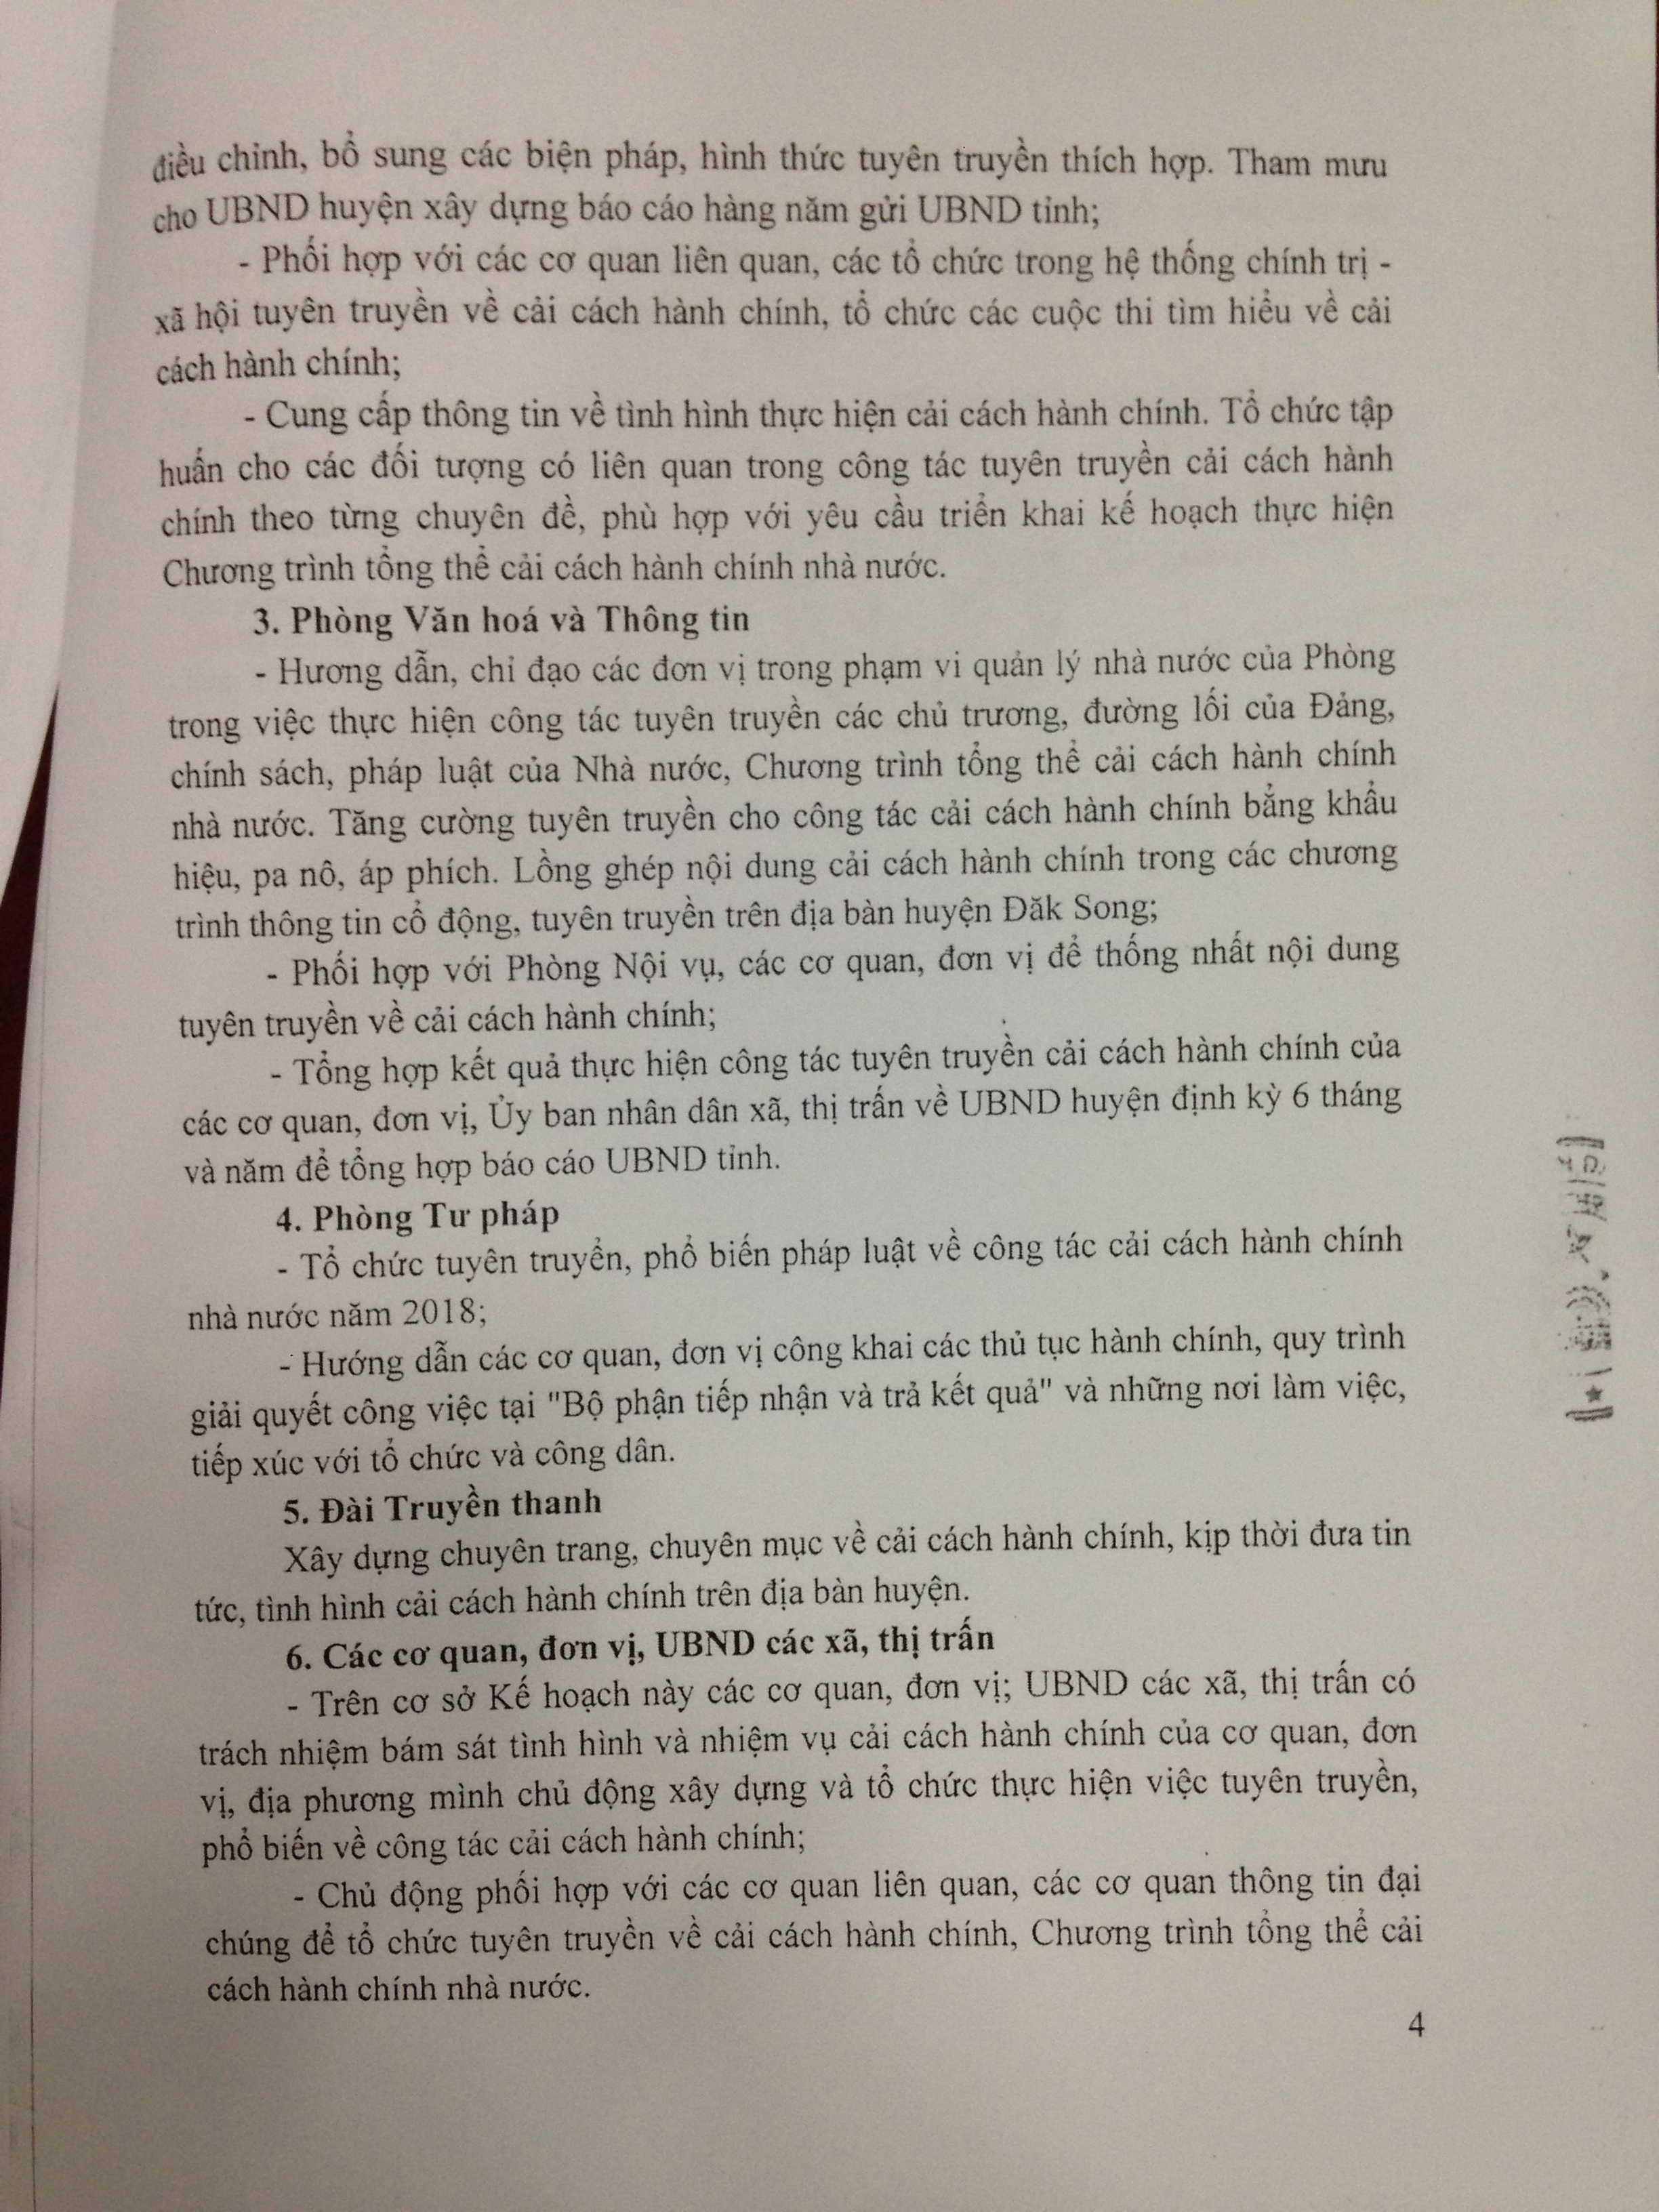 điều chỉnh, bổ sung các biện pháp, hình thức tuyên truyền thích hợp. Tham mưu
cho UBND huyện xây dựng báo cáo hàng năm gửi UBND tỉnh;
- Phối hợp với các cơ quan liên quan, các tổ chức trong hệ thống chính trị -
xã hội tuyên truyền về cải cách hành chính, tổ chức các cuộc thi tìm hiểu về cải
cách hành chính;
- Cung cấp thông tin về tình hình thực hiện cải cách hành chính. Tổ chức tập
huấn cho các đối tượng có liên quan trong công tác tuyên truyền cải cách hành
chính theo từng chuyên đề, phù hợp với yêu cầu triển khai kế hoạch thực hiện
Chương trình tổng thể cải cách hành chính nhà nước.
3. Phòng Văn hoá và Thông tin
- Hương dẫn, chỉ đạo các đơn vị trong phạm vi quản lý nhà nước của Phòng
trong việc thực hiện công tác tuyên truyền các chủ trương, đường lối của Đảng,
chính sách, pháp luật của Nhà nước, Chương trình tổng thể cải cách hành chính
nhà nước. Tăng cường tuyên truyền cho công tác cải cách hành chính bằng khẩu
hiệu, pa nô, áp phích. Lồng ghép nội dung cải cách hành chính trong các chương
trình thông tin cổ động, tuyên truyền trên địa bàn huyện Đăk Song;
- Phối hợp với Phòng Nội vụ, các cơ quan, đơn vị để thống nhất nội dung
tuyên truyền về cải cách hành chính;
- Tổng hợp kết quả thực hiện công tác tuyên truyền cải cách hành chính của
các cơ quan, đơn vị, Ủy ban nhân dân xã, thị trấn về UBND huyện định kỳ 6 tháng
và năm để tổng hợp báo cáo UBND tỉnh.
4. Phòng Tư pháp
- Tổ chức tuyên truyển, phổ biến pháp luật về công tác cải cách hành chính
nhà nước năm 2018;
- Hướng dẫn các cơ quan, đơn vị công khai các thủ tục hành chính, quy trình
giải quyết công việc tại "Bộ phận tiếp nhận và trả kết quả" và những nơi làm việc,
tiếp xúc với tổ chức và công dân.
5. Đài Truyền thanh
Xây dựng chuyên trang, chuyên mục về cải cách hành chính, kịp thời đưa tin
tức, tình hình cải cách hành chính trên địa bàn huyện.
6. Các cơ quan, đơn vị, UBND các xã, thị trấn
- Trên cơ sở Kế hoạch này các cơ quan, đơn vị; UBND các xã, thị trấn có
trách nhiệm bám sát tình hình và nhiệm vụ cải cách hành chính của cơ quan, đơn
vị, địa phương mình chủ động xây dựng và tổ chức thực hiện việc tuyên truyền,
phổ biến về công tác cải cách hành chính;
- Chủ động phối hợp với các cơ quan liên quan, các cơ quan thông tin đại
chúng để tổ chức tuyên truyền về cải cách hành chính, Chương trình tổng thể cải
cách hành chính nhà nước.
4